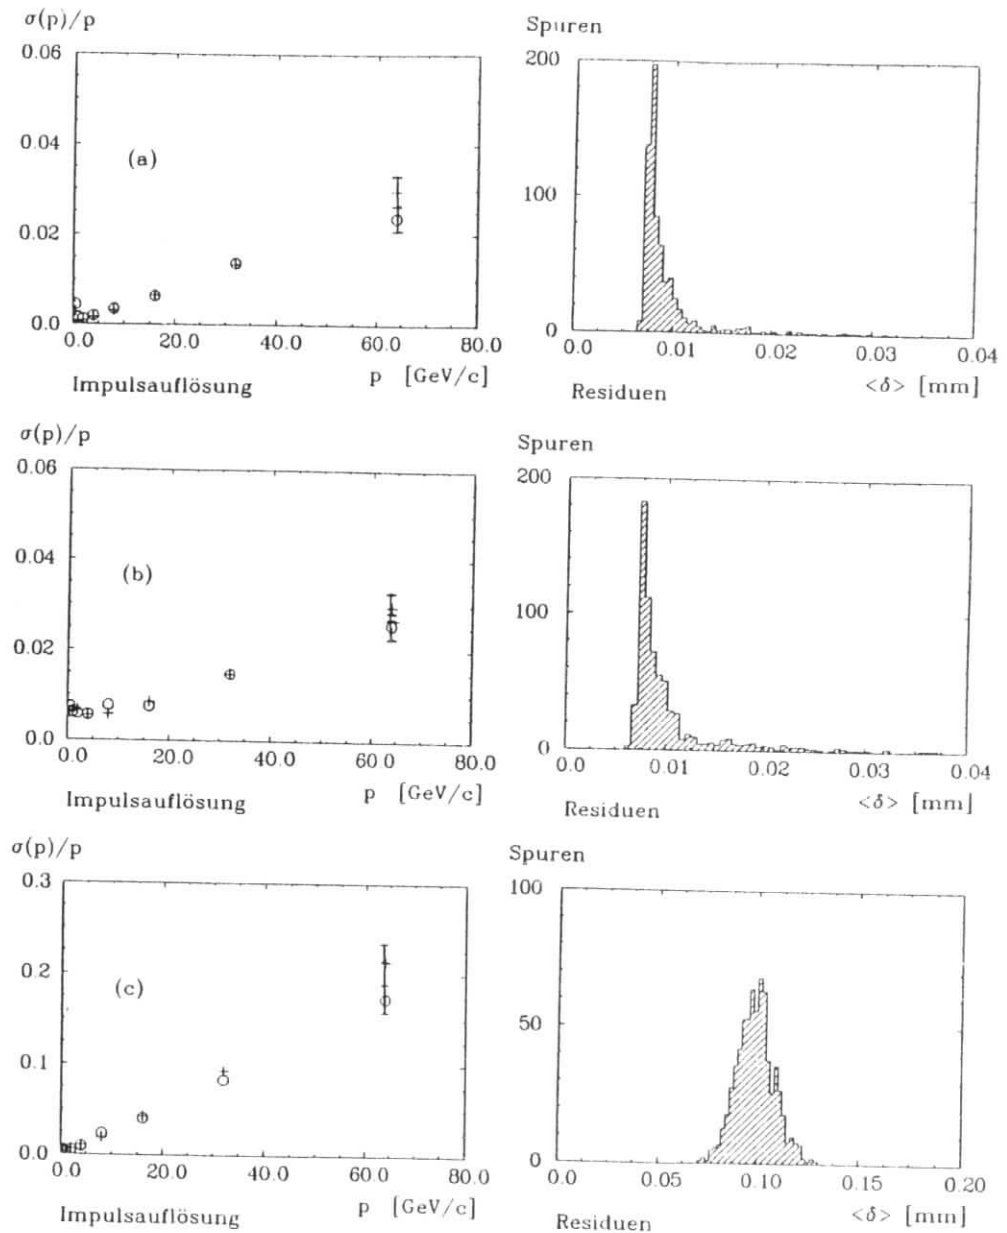 σ(p)/p
0.06
0.04
(a)
0.02
0.0
0.0 20.0 40.0 60.0 80.0
Impulsauflösung p [GeV/c]
Spuren
200
100
0
0.0 0.01 0.02 0.03 0.04
Residuen <δ> [mm]
σ(p)/p
0.06
0.04
(b)
0.02
0.0
0.0 20.0 40.0 60.0 80.0
Impulsauflösung p [GeV/c]
Spuren
200
100
0
0.0 0.01 0.02 0.03 0.04
Residuen <δ> [mm]
σ(p)/p
0.3
0.2
(c)
0.1
0.0
0.0 20.0 40.0 60.0 80.0
Impulsauflösung p [GeV/c]
Spuren
100
50
0
0.0 0.05 0.10 0.15 0.20
Residuen <δ> [mm]